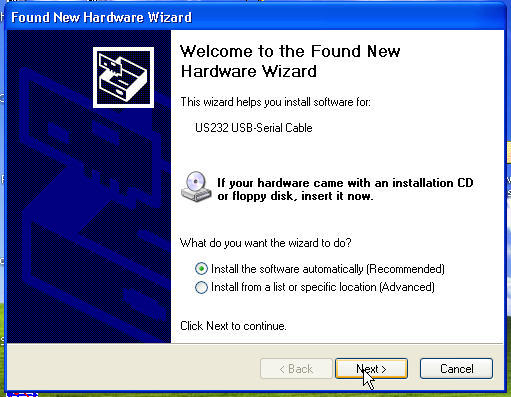 Found New Hardware Wizard
Welcome to the Found New
Hardware Wizard
This wizard helps you install software for:
US232 USB-Serial Cable
If your hardware came with an installation CD
or floppy disk, insert it now.
What do you want the wizard to do?
Install the software automatically (Recommended)
Install from a list or specific location (Advanced)
Click Next to continue.
< Back
Next >
Cancel